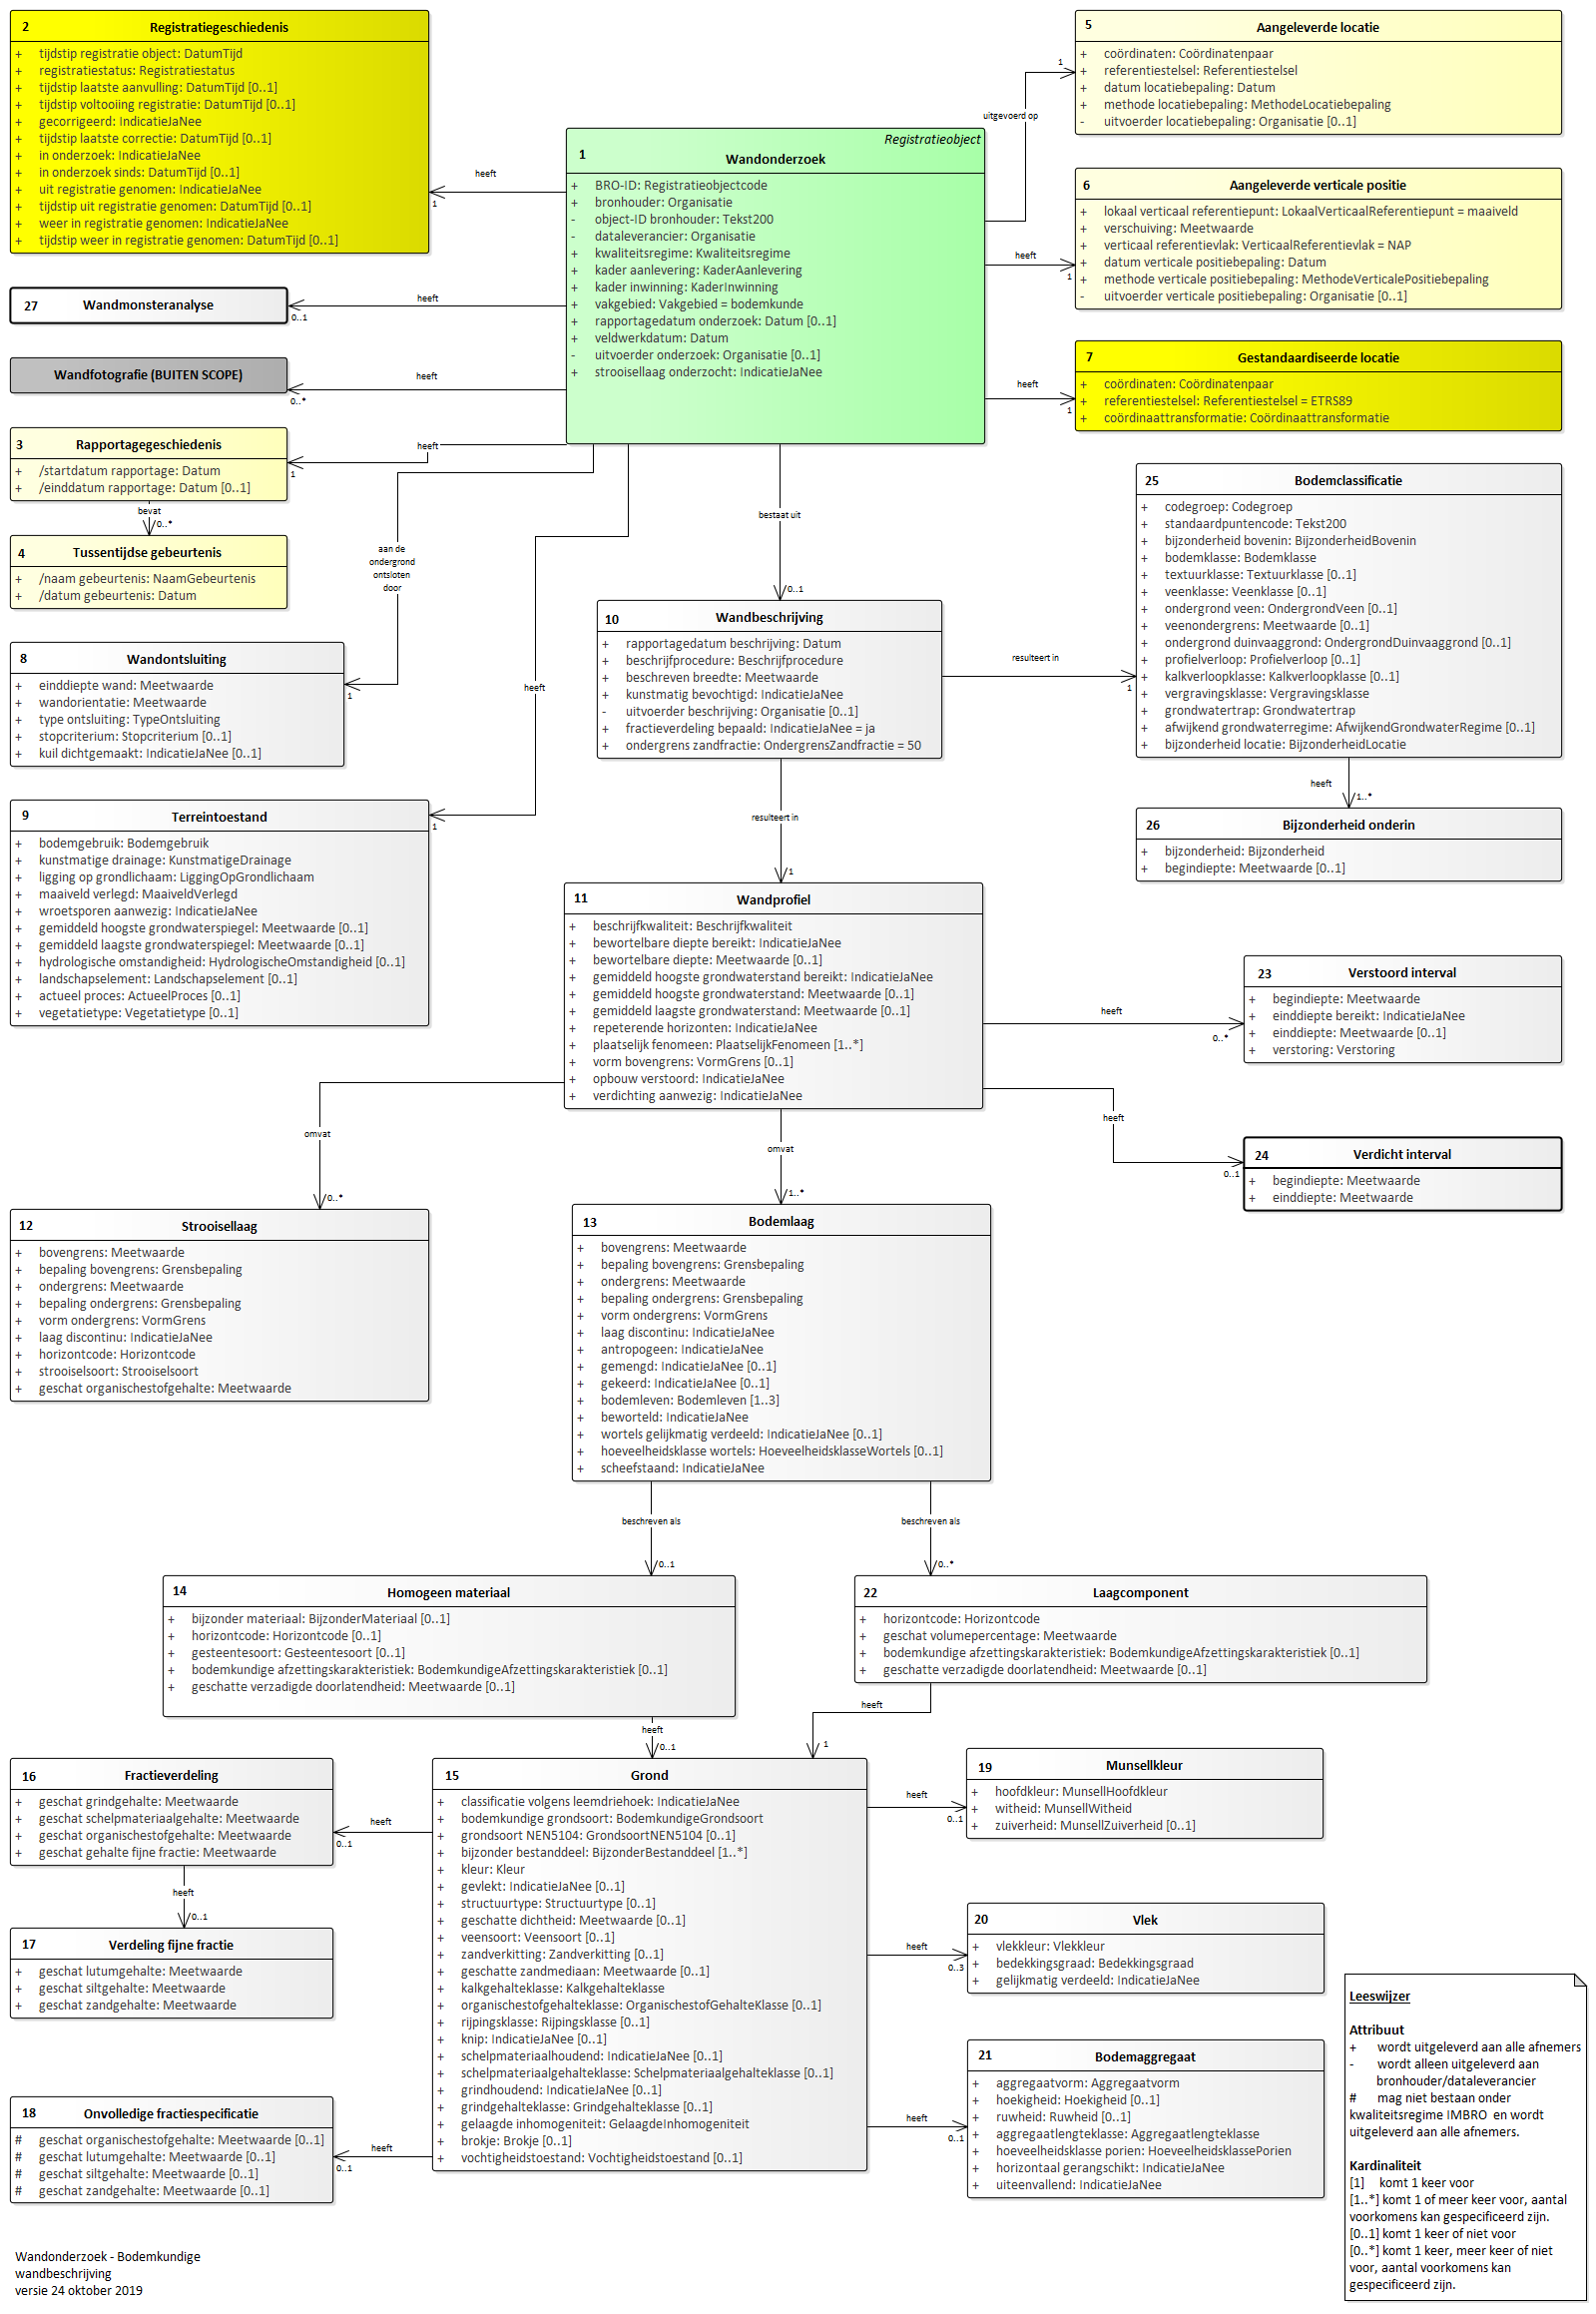 2 Registratiegeschiedenis
+ tijdstip registratie object: DatumTijd
+ registratiestatus: Registratiestatus
+ tijdstip laatste aanvulling: DatumTijd [0..1]
+ tijdstip voltooiing registratie: DatumTijd [0..1]
+ gecorrigeerd: IndicatieJaNee
+ tijdstip laatste correctie: DatumTijd [0..1]
+ in onderzoek: IndicatieJaNee
+ in onderzoek sinds: DatumTijd [0..1]
+ uit registratie genomen: IndicatieJaNee
+ tijdstip uit registratie genomen: DatumTijd [0..1]
+ weer in registratie genomen: IndicatieJaNee
+ tijdstip weer in registratie genomen: DatumTijd [0..1]
heeft
1
Registratieobject
1 Wandonderzoek
+ BRO-ID: Registratieobjectcode
+ bronhouder: Organisatie
- object-ID bronhouder: Tekst200
- dataleverancier: Organisatie
+ kwaliteitsregime: Kwaliteitsregime
+ kader aanlevering: KaderAanlevering
+ kader inwinning: KaderInwinning
+ vakgebied: Vakgebied = bodemkunde
+ rapportagedatum onderzoek: Datum [0..1]
+ veldwerkdatum: Datum
- uitvoerder onderzoek: Organisatie [0..1]
+ strooisellaag onderzocht: IndicatieJaNee
uitgevoerd op
1
5 Aangeleverde locatie
+ coördinaten: Coördinatenpaar
+ referentiestelsel: Referentiestelsel
+ datum locatiebepaling: Datum
+ methode locatiebepaling: MethodeLocatiebepaling
- uitvoerder locatiebepaling: Organisatie [0..1]
heeft
1
6 Aangeleverde verticale positie
+ lokaal verticaal referentiepunt: LokaalVerticaalReferentiepunt = maaiveld
+ verschuiving: Meetwaarde
+ verticaal referentievlak: VerticaalReferentievlak = NAP
+ datum verticale positiebepaling: Datum
+ methode verticale positiebepaling: MethodeVerticalePositiebepaling
- uitvoerder verticale positiebepaling: Organisatie [0..1]
heeft
1
7 Gestandaardiseerde locatie
+ coördinaten: Coördinatenpaar
+ referentiestelsel: Referentiestelsel = ETRS89
+ coördinaattransformatie: Coördinaattransformatie
27 Wandmonsteranalyse
heeft
0..1
Wandfotografie (BUITEN SCOPE)
heeft
0..*
3 Rapportagegeschiedenis
+ /startdatum rapportage: Datum
+ /einddatum rapportage: Datum [0..1]
heeft
1
bevat
0..*
4 Tussentijdse gebeurtenis
+ /naam gebeurtenis: NaamGebeurtenis
+ /datum gebeurtenis: Datum
aan de
ondergrond
ontsloten
door
1
8 Wandontsluiting
+ einddiepte wand: Meetwaarde
+ wandorientatie: Meetwaarde
+ type ontsluiting: TypeOntsluiting
+ stopcriterium: Stopcriterium [0..1]
+ kuil dichtgemaakt: IndicatieJaNee [0..1]
heeft
1
9 Terreintoestand
+ bodemgebruik: Bodemgebruik
+ kunstmatige drainage: KunstmatigeDrainage
+ ligging op grondlichaam: LiggingOpGrondlichaam
+ maaiveld verlegd: MaaiveldVerlegd
+ wroetsporen aanwezig: IndicatieJaNee
+ gemiddeld hoogste grondwaterspiegel: Meetwaarde [0..1]
+ gemiddeld laagste grondwaterspiegel: Meetwaarde [0..1]
+ hydrologische omstandigheid: HydrologischeOmstandigheid [0..1]
+ landschapselement: Landschapselement [0..1]
+ actueel proces: ActueelProces [0..1]
+ vegetatietype: Vegetatietype [0..1]
bestaat uit
0..1
10 Wandbeschrijving
+ rapportagedatum beschrijving: Datum
+ beschrijfprocedure: Beschrijfprocedure
+ beschreven breedte: Meetwaarde
+ kunstmatig bevochtigd: IndicatieJaNee
- uitvoerder beschrijving: Organisatie [0..1]
+ fractieverdeling bepaald: IndicatieJaNee = ja
+ ondergrens zandfractie: OndergrensZandfractie = 50
resulteert in
1
25 Bodemclassificatie
+ codegroep: Codegroep
+ standaardpuntencode: Tekst200
+ bijzonderheid bovenin: BijzonderheidBovenin
+ bodemklasse: Bodemklasse
+ textuurklasse: Textuurklasse [0..1]
+ veenklasse: Veenklasse [0..1]
+ ondergrond veen: OndergrondVeen [0..1]
+ veenondergrens: Meetwaarde [0..1]
+ ondergrond duinvaaggrond: OndergrondDuinvaaggrond [0..1]
+ profielverloop: Profielverloop [0..1]
+ kalkverloopklasse: Kalkverloopklasse [0..1]
+ vergravingsklasse: Vergravingsklasse
+ grondwatertrap: Grondwatertrap
+ afwijkend grondwaterregime: AfwijkendGrondwaterRegime [0..1]
+ bijzonderheid locatie: BijzonderheidLocatie
heeft
1..*
26 Bijzonderheid onderin
+ bijzonderheid: Bijzonderheid
+ begindiepte: Meetwaarde [0..1]
resulteert in
1
11 Wandprofiel
+ beschrijfkwaliteit: Beschrijfkwaliteit
+ bewortelbare diepte bereikt: IndicatieJaNee
+ bewortelbare diepte: Meetwaarde [0..1]
+ gemiddeld hoogste grondwaterstand bereikt: IndicatieJaNee
+ gemiddeld hoogste grondwaterstand: Meetwaarde [0..1]
+ gemiddeld laagste grondwaterstand: Meetwaarde [0..1]
+ repeterende horizonten: IndicatieJaNee
+ plaatselijk fenomeen: PlaatselijkFenomeen [1..*]
+ vorm bovengrens: VormGrens [0..1]
+ opbouw verstoord: IndicatieJaNee
+ verdichting aanwezig: IndicatieJaNee
heeft
0..*
23 Verstoord interval
+ begindiepte: Meetwaarde
+ einddiepte bereikt: IndicatieJaNee
+ einddiepte: Meetwaarde [0..1]
+ verstoring: Verstoring
heeft
0..1
24 Verdicht interval
+ begindiepte: Meetwaarde
+ einddiepte: Meetwaarde
omvat
0..*
12 Strooisellaag
+ bovengrens: Meetwaarde
+ bepaling bovengrens: Grensbepaling
+ ondergrens: Meetwaarde
+ bepaling ondergrens: Grensbepaling
+ vorm ondergrens: VormGrens
+ laag discontinu: IndicatieJaNee
+ horizontcode: Horizontcode
+ strooiselsoort: Strooiselsoort
+ geschat organischestofgehalte: Meetwaarde
omvat
1..*
13 Bodemlaag
+ bovengrens: Meetwaarde
+ bepaling bovengrens: Grensbepaling
+ ondergrens: Meetwaarde
+ bepaling ondergrens: Grensbepaling
+ vorm ondergrens: VormGrens
+ laag discontinu: IndicatieJaNee
+ antropogeen: IndicatieJaNee
+ gemengd: IndicatieJaNee [0..1]
+ gekeerd: IndicatieJaNee [0..1]
+ bodemleven: Bodemleven [1..3]
+ beworteld: IndicatieJaNee
+ wortels gelijkmatig verdeeld: IndicatieJaNee [0..1]
+ hoeveelheidsklasse wortels: HoeveelheidsklasseWortels [0..1]
+ scheefstaand: IndicatieJaNee
beschreven als
0..1
beschreven als
0..*
14 Homogeen materiaal
+ bijzonder materiaal: BijzonderMateriaal [0..1]
+ horizontcode: Horizontcode [0..1]
+ gesteentesoort: Gesteentesoort [0..1]
+ bodemkundige afzettingskarakteristiek: BodemkundigeAfzettingskarakteristiek [0..1]
+ geschatte verzadigde doorlatendheid: Meetwaarde [0..1]
22 Laagcomponent
+ horizontcode: Horizontcode
+ geschat volumepercentage: Meetwaarde
+ bodemkundige afzettingskarakteristiek: BodemkundigeAfzettingskarakteristiek [0..1]
+ geschatte verzadigde doorlatendheid: Meetwaarde [0..1]
heeft
0..1
heeft
1
16 Fractieverdeling
+ geschat grindgehalte: Meetwaarde
+ geschat schelpmateriaalgehalte: Meetwaarde
+ geschat organischestofgehalte: Meetwaarde
+ geschat gehalte fijne fractie: Meetwaarde
heeft
0..1
heeft
0..1
17 Verdeling fijne fractie
+ geschat lutumgehalte: Meetwaarde
+ geschat siltgehalte: Meetwaarde
+ geschat zandgehalte: Meetwaarde
18 Onvolledige fractiespecificatie
# geschat organischestofgehalte: Meetwaarde [0..1]
# geschat lutumgehalte: Meetwaarde [0..1]
# geschat siltgehalte: Meetwaarde [0..1]
# geschat zandgehalte: Meetwaarde [0..1]
heeft
0..1
15 Grond
+ classificatie volgens leemdriehoek: IndicatieJaNee
+ bodemkundige grondsoort: BodemkundigeGrondsoort
+ grondsoort NEN5104: GrondsoortNEN5104 [0..1]
+ bijzonder bestanddeel: BijzonderBestanddeel [1..*]
+ kleur: Kleur
+ gevlekt: IndicatieJaNee [0..1]
+ structuurtype: Structuurtype [0..1]
+ geschatte dichtheid: Meetwaarde [0..1]
+ veensoort: Veensoort [0..1]
+ zandverkitting: Zandverkitting [0..1]
+ geschatte zandmediaan: Meetwaarde [0..1]
+ kalkgehalteklasse: Kalkgehalteklasse
+ organischestofgehalteklasse: OrganischestofGehalteKlasse [0..1]
+ rijpingsklasse: Rijpingsklasse [0..1]
+ knip: IndicatieJaNee [0..1]
+ schelpmateriaalhoudend: IndicatieJaNee [0..1]
+ schelpmateriaalgehalteklasse: Schelpmateriaalgehalteklasse [0..1]
+ grindhoudend: IndicatieJaNee [0..1]
+ grindgehalteklasse: Grindgehalteklasse [0..1]
+ gelaagde inhomogeniteit: GelaagdeInhomogeniteit
+ brokje: Brokje [0..1]
+ vochtigheidstoestand: Vochtigheidstoestand [0..1]
heeft
0..1
19 Munsellkleur
+ hoofdkleur: MunsellHoofdkleur
+ witheid: MunsellWitheid
+ zuiverheid: MunsellZuiverheid [0..1]
heeft
0..3
20 Vlek
+ vlekkleur: Vlekkleur
+ bedekkingsgraad: Bedekkingsgraad
+ gelijkmatig verdeeld: IndicatieJaNee
heeft
0..1
21 Bodemaggregaat
+ aggregaatvorm: Aggregaatvorm
+ hoekigheid: Hoekigheid [0..1]
+ ruwheid: Ruwheid [0..1]
+ aggregaatlengteklasse: Aggregaatlengteklasse
+ hoeveelheidsklasse porien: HoeveelheidsklassePorien
+ horizontaal gerangschikt: IndicatieJaNee
+ uiteenvallend: IndicatieJaNee
Leeswijzer
Attribuut
+ wordt uitgeleverd aan alle afnemers
- wordt alleen uitgeleverd aan
bronhouder/dataleverancier
# mag niet bestaan onder
kwaliteitsregime IMBRO en wordt
uitgeleverd aan alle afnemers.
Kardinaliteit
[1] komt 1 keer voor
[1..*] komt 1 of meer keer voor, aantal
voorkomens kan gespecificeerd zijn.
[0..1] komt 1 keer of niet voor
[0..*] komt 1 keer, meer keer of niet
voor, aantal voorkomens kan
gespecificeerd zijn.
Wandonderzoek - Bodemkundige
wandbeschrijving
versie 24 oktober 2019